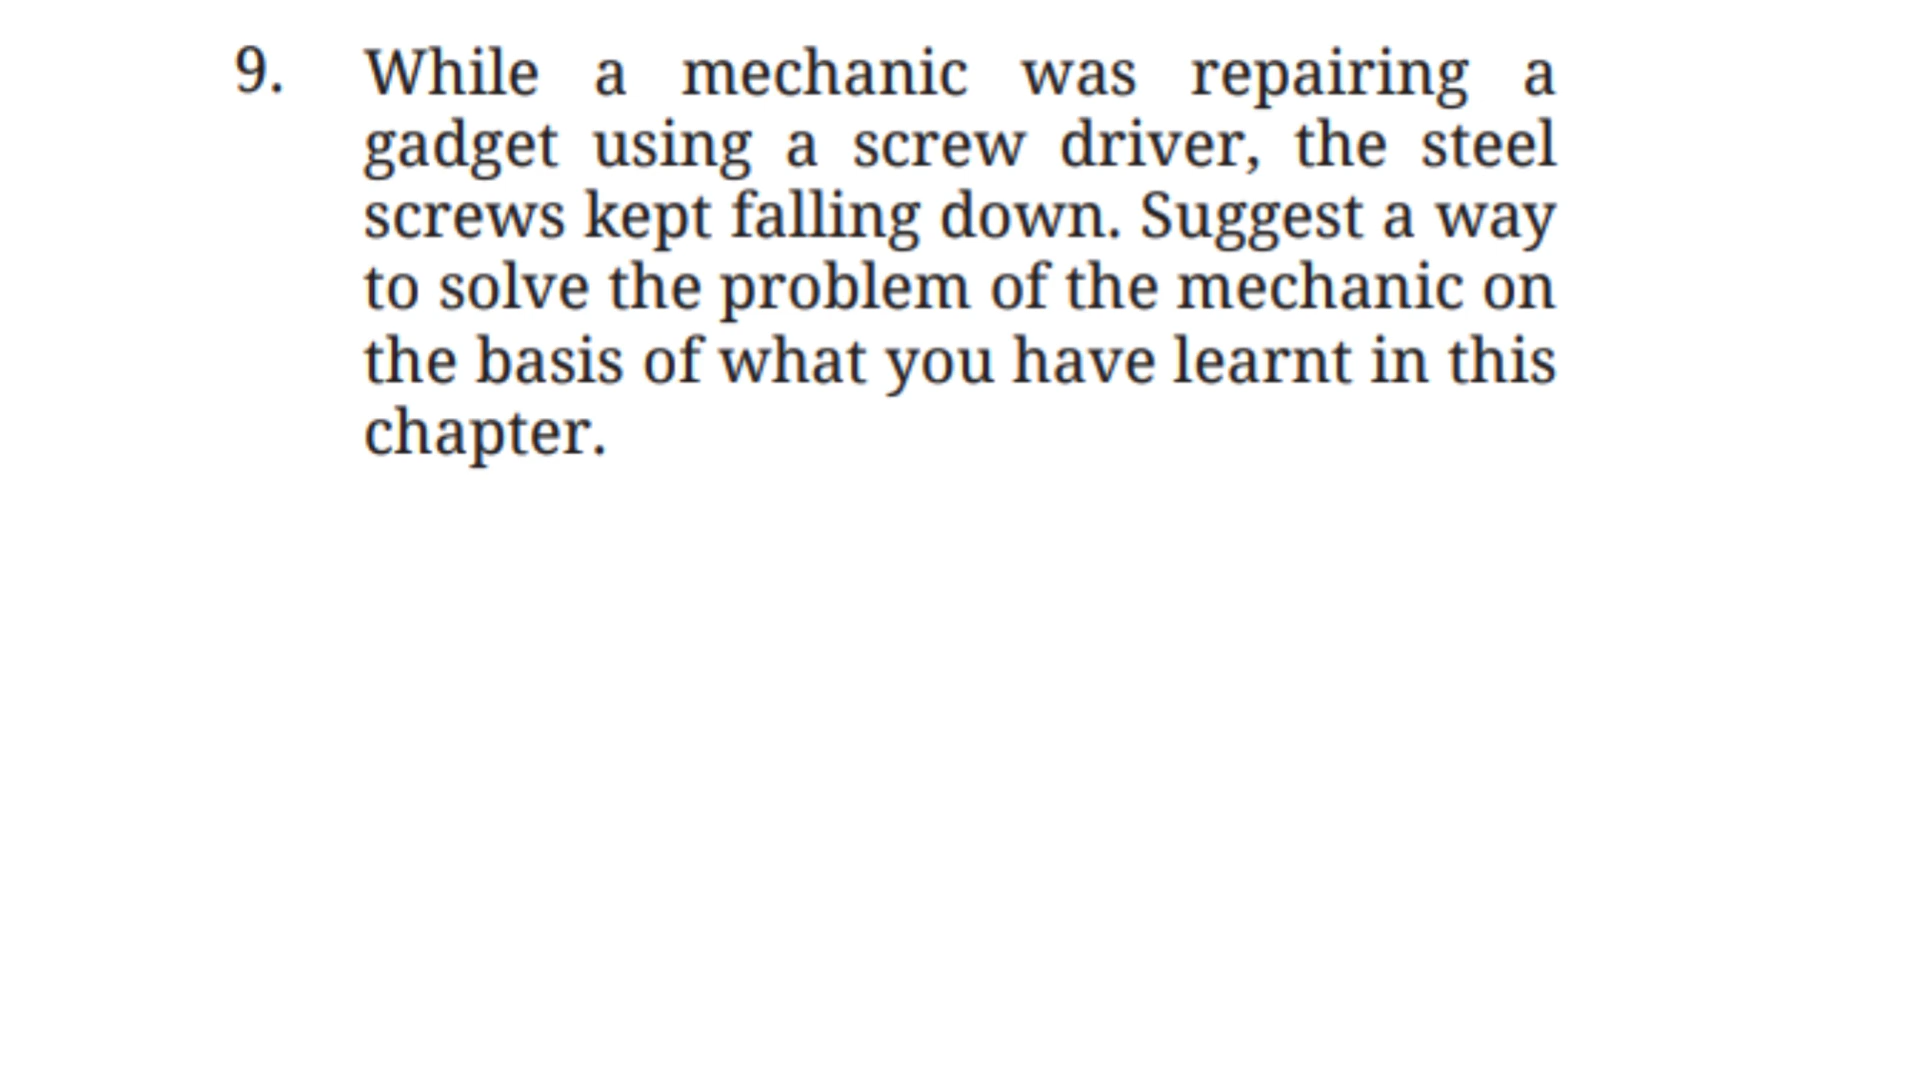 9. While a mechanic was repairing a
gadget using a screw driver, the steel
screws kept falling down. Suggest a way
to solve the problem of the mechanic on
the basis of what you have learnt in this
chapter.